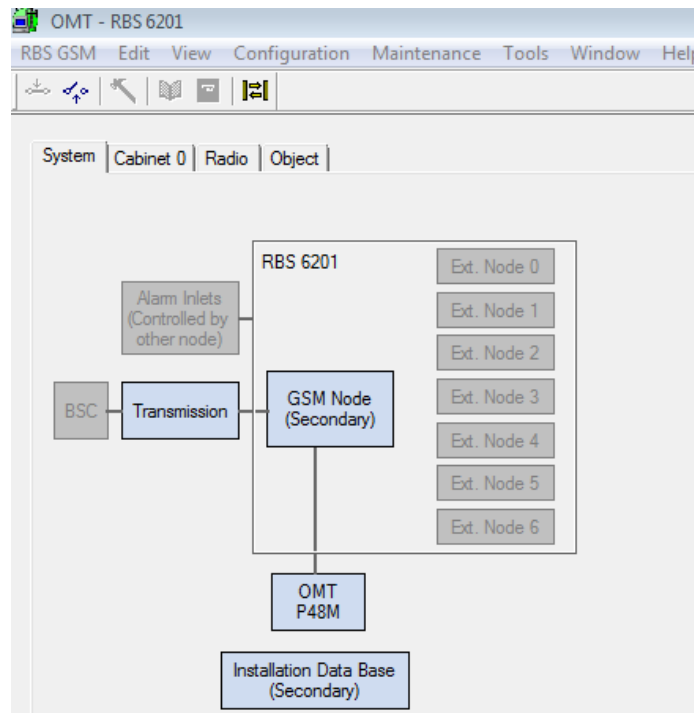 OMT - RBS 6201
RBS GSM Edit View Configuration Maintenance Tools Window Help
System Cabinet 0 Radio Object
RBS 6201
Ext. Node 0
Alarm Inlets
(Controlled by
other node)
Ext. Node 1
Ext. Node 2
BSC
Transmission
GSM Node
(Secondary)
Ext. Node 3
Ext. Node 4
Ext. Node 5
Ext. Node 6
OMT
P48M
Installation Data Base
(Secondary)